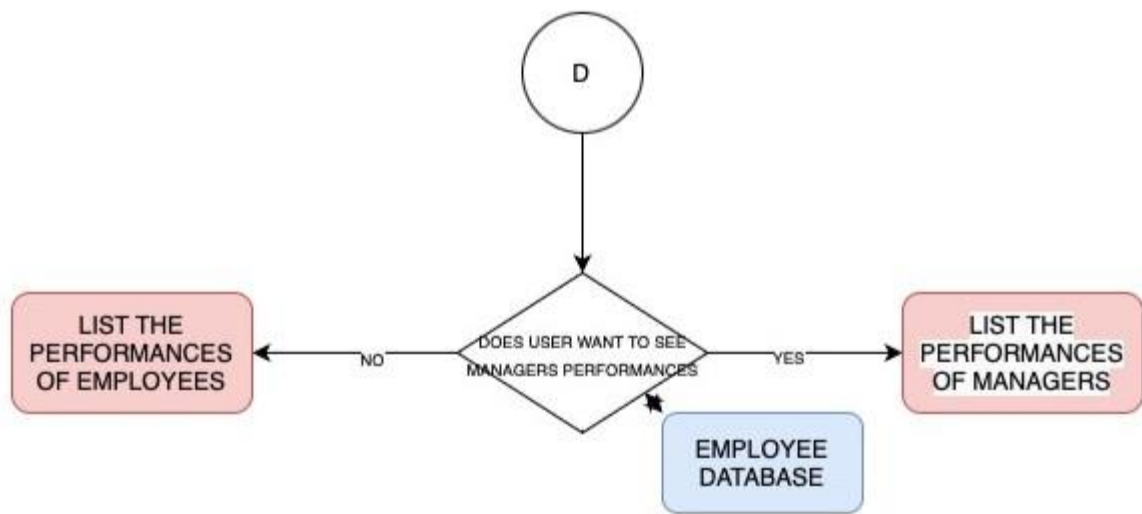 D
DOES USER WANT TO SEE
MANAGERS PERFORMANCES
NO
YES
LIST THE
PERFORMANCES
OF EMPLOYEES
LIST THE
PERFORMANCES
OF MANAGERS
EMPLOYEE
DATABASE